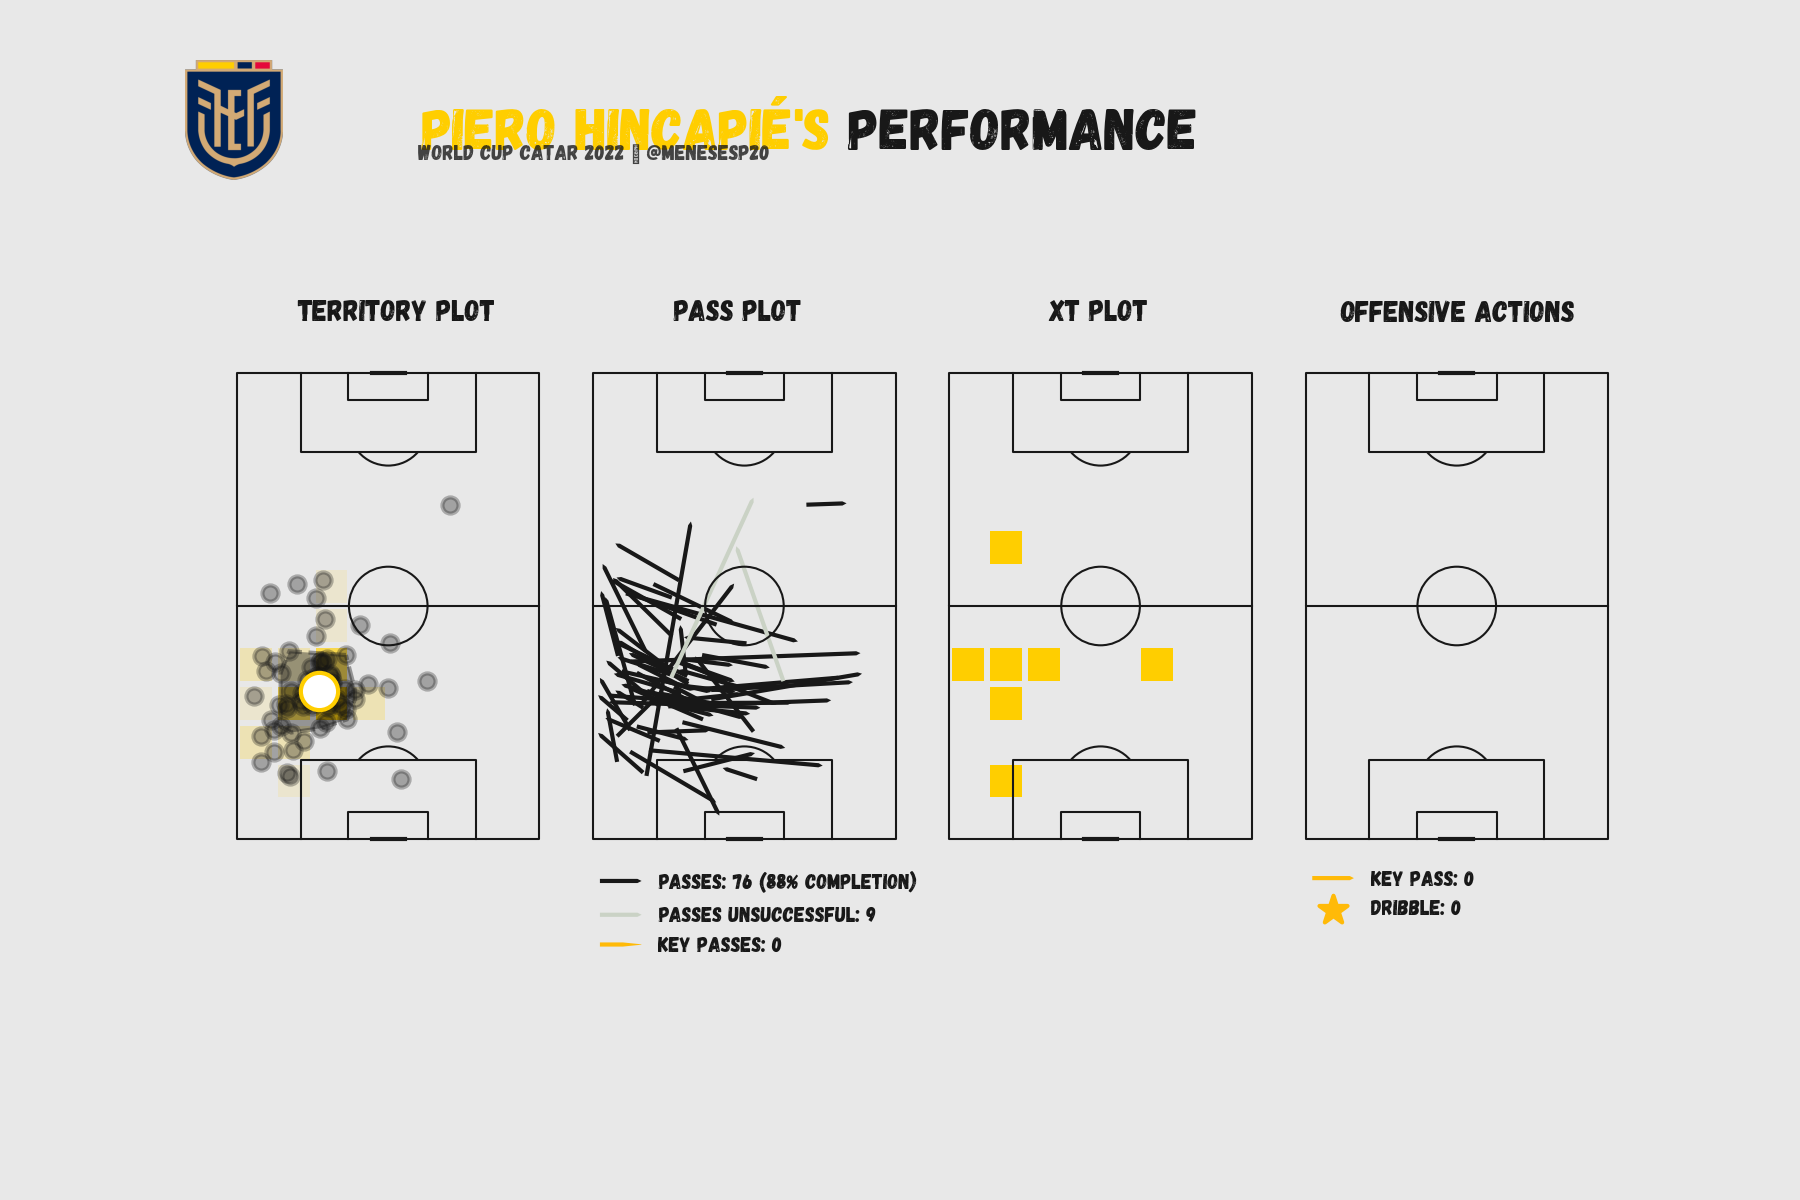 PIERO HINCAPIÉ'S PERFORMANCE
WORLD CUP CATAR 2022 @MENESESP20
TERRITORY PLOT
PASS PLOT
XT PLOT
OFFENSIVE ACTIONS
PASSES: 76 (88% COMPLETION)
PASSES UNSUCCESSFUL: 9
KEY PASSES: 0
KEY PASS: 0
DRIBBLE: 0